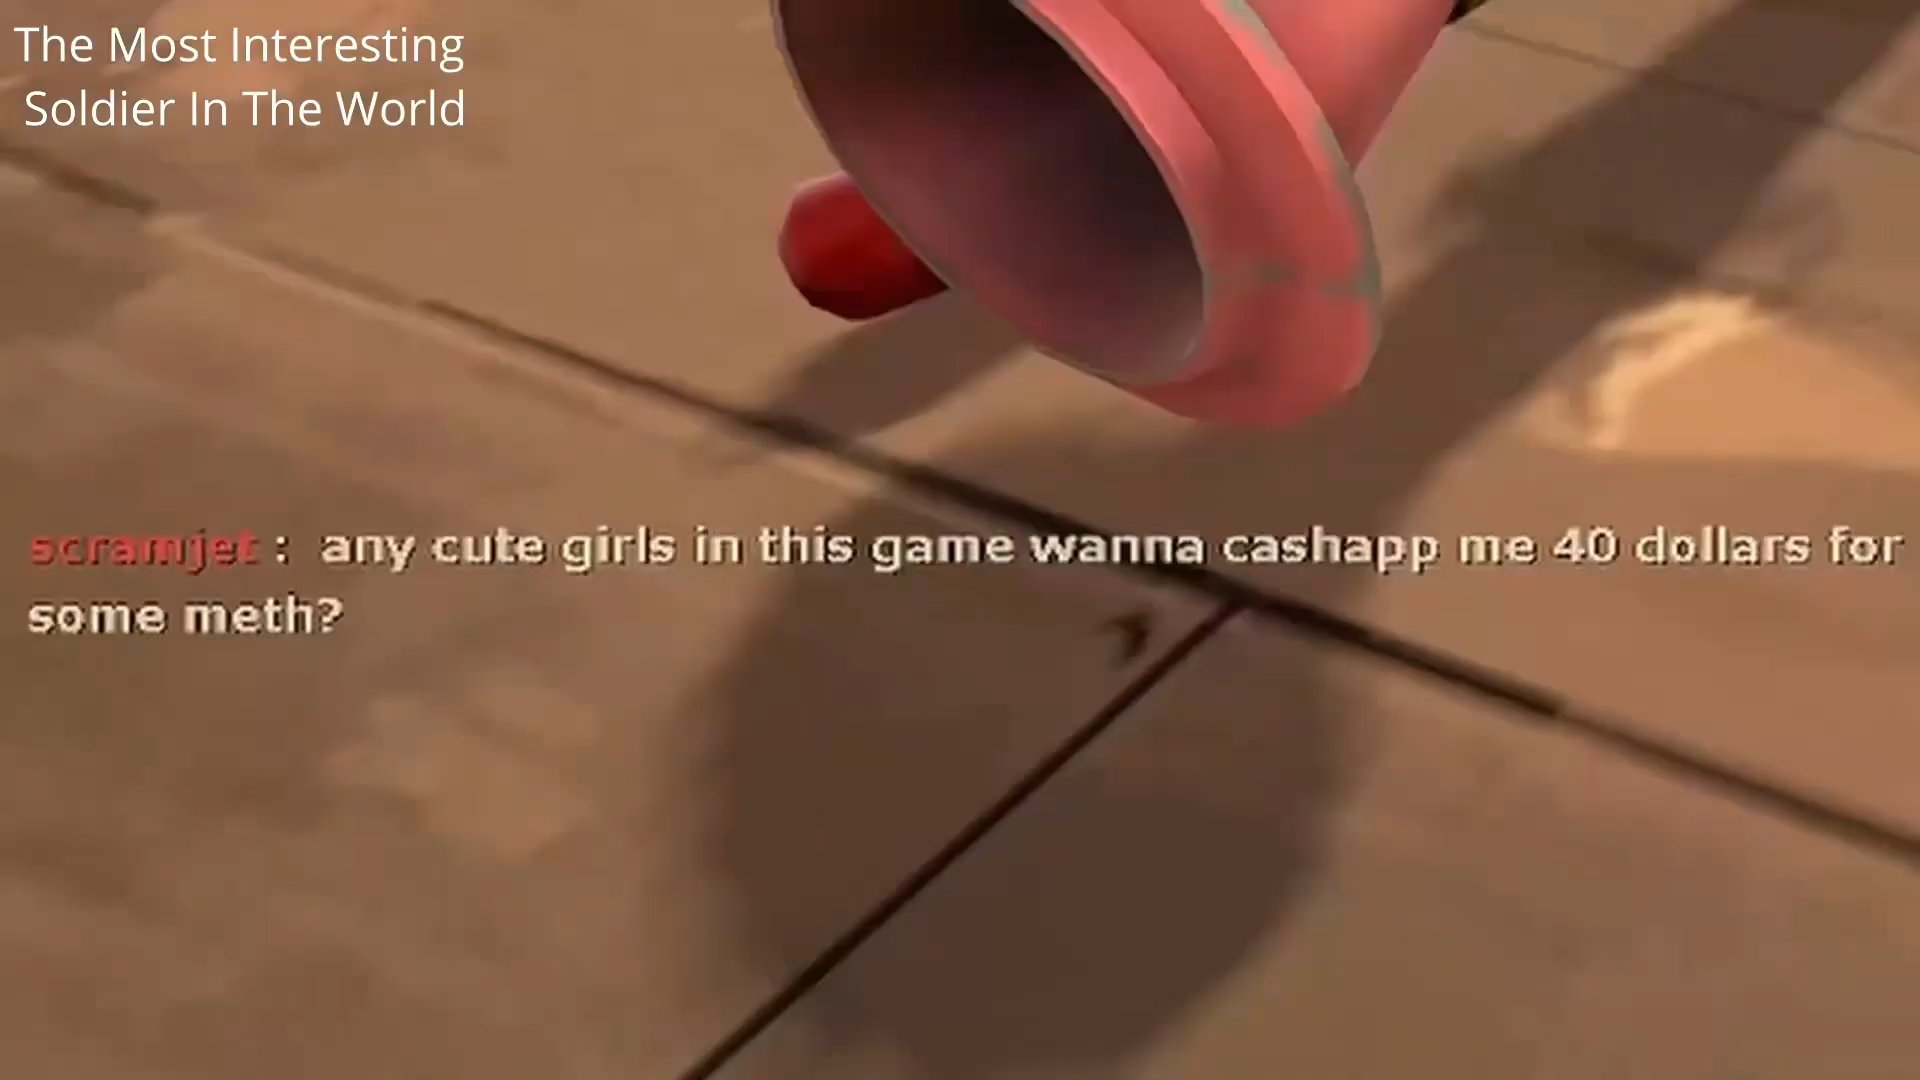 The Most Interesting
Soldier In The World
scramjet :  any cute girls in this game wanna cashapp me 40 dollars for
some meth?